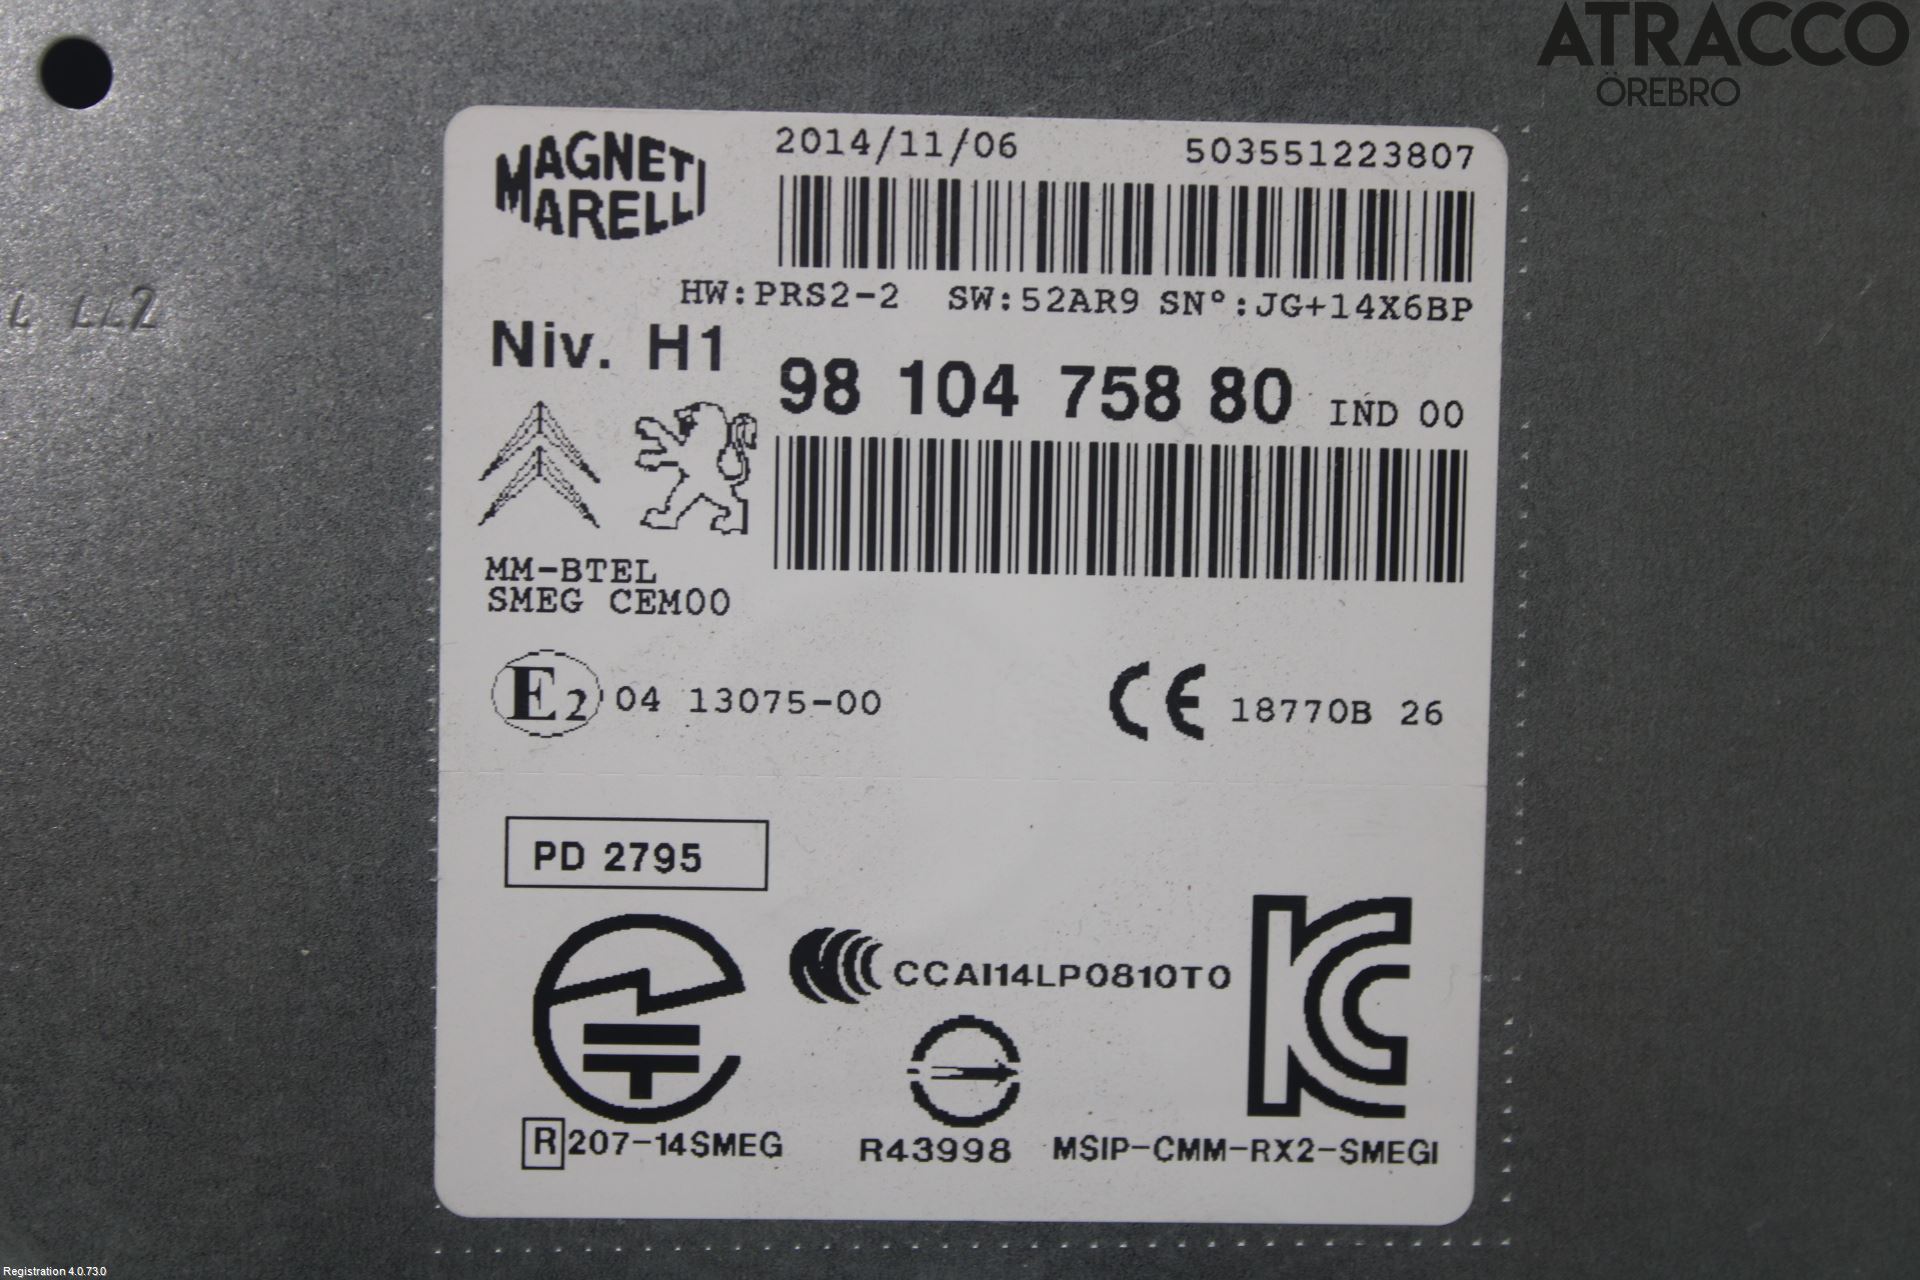 ATRACCO
ÖREBRO
MAGNETI
MARELLI
2014/11/06 503551223807
HW:PRS2-2 SW:52AR9 SN°:JG+14X6BP
Niv. H1
98 104 758 80 IND 00
MM-BTEL
SMEG CEM00
E2 04 13075-00
CE 18770B 26
PD 2795
CCAI14LP0810T0
KC
R 207-14SMEG
R43998
MSIP-CMM-RX2-SMEGI
Registration 4.0.73.0